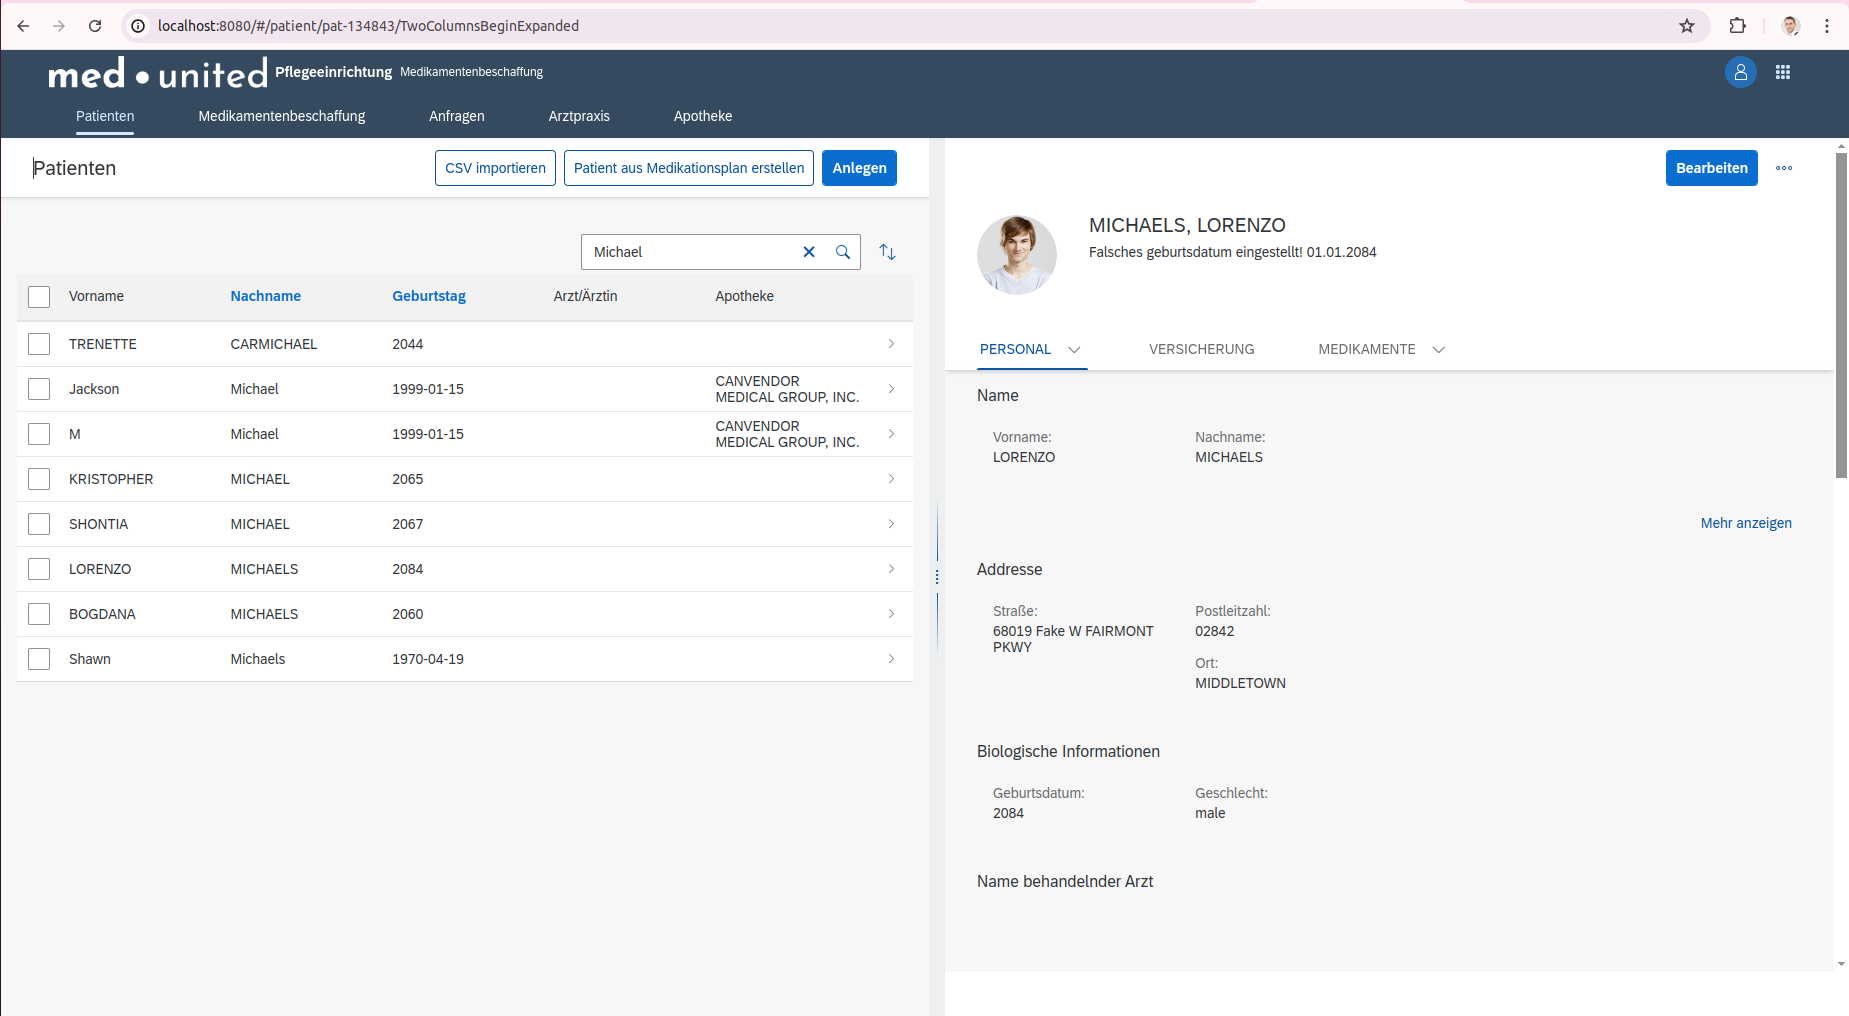 localhost:8080/#/patient/pat-134843/TwoColumnsBeginExpanded
med•united Pflegeeinrichtung Medikamentenbeschaffung
Patienten Medikamentenbeschaffung Anfragen Arztpraxis Apotheke
Patienten CSV importieren Patient aus Medikationsplan erstellen Anlegen
Michael
Vorname Nachname Geburtstag Arzt/Ärztin Apotheke
TRENETTE CARMICHAEL 2044
Jackson Michael 1999-01-15 CANVENDOR
MEDICAL GROUP, INC.
M Michael 1999-01-15 CANVENDOR
MEDICAL GROUP, INC.
KRISTOPHER MICHAEL 2065
SHONTIA MICHAEL 2067
LORENZO MICHAELS 2084
BOGDANA MICHAELS 2060
Shawn Michaels 1970-04-19
Bearbeiten
MICHAELS, LORENZO
Falsches geburtsdatum eingestellt! 01.01.2084
PERSONAL VERSICHERUNG MEDIKAMENTE
Name
Vorname: Nachname:
LORENZO MICHAELS
Mehr anzeigen
Addresse
Straße: Postleitzahl:
68019 Fake W FAIRMONT 02842
PKWY
Ort:
MIDDLETOWN
Biologische Informationen
Geburtsdatum: Geschlecht:
2084 male
Name behandelnder Arzt